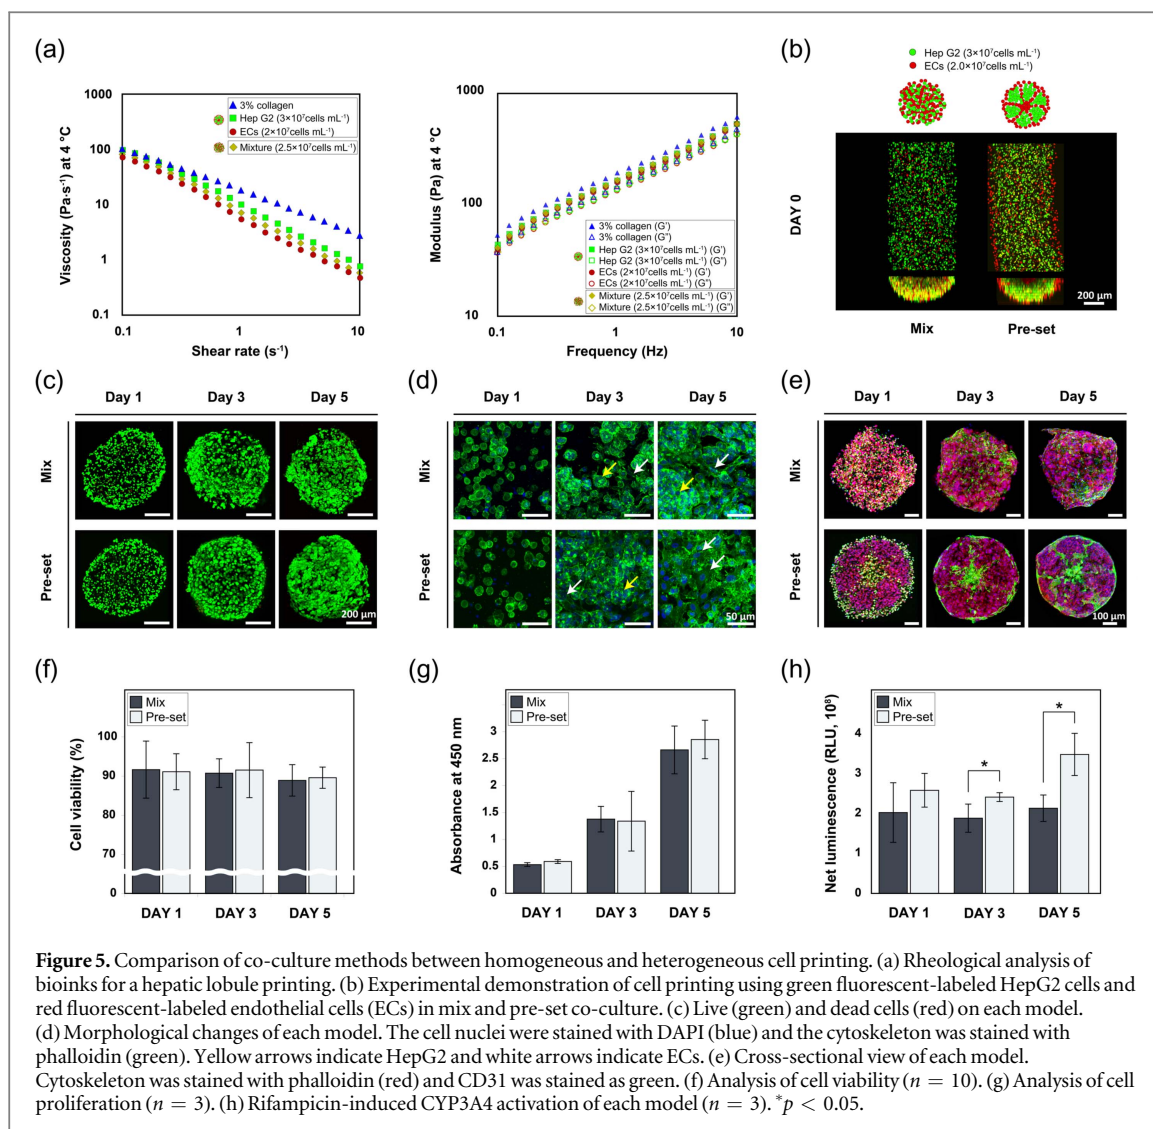 (a)
1000
100
10
1
0.1
Viscosity (Pa·s⁻¹) at 4 °C
3% collagen
Hep G2 (3×10⁷cells mL⁻¹)
ECs (2×10⁷cells mL⁻¹)
Mixture (2.5×10⁷cells mL⁻¹)
0.1
1
10
Shear rate (s⁻¹)
1000
100
10
Modulus (Pa) at 4 °C
3% collagen (G')
3% collagen (G")
Hep G2 (3×10⁷cells mL⁻¹) (G')
Hep G2 (3×10⁷cells mL⁻¹) (G")
ECs (2×10⁷cells mL⁻¹) (G')
ECs (2×10⁷cells mL⁻¹) (G")
Mixture (2.5×10⁷cells mL⁻¹) (G')
Mixture (2.5×10⁷cells mL⁻¹) (G")
0.1
1
10
Frequency (Hz)
(b)
Hep G2 (3×10⁷cells mL⁻¹)
ECs (2.0×10⁷cells mL⁻¹)
DAY 0
200 µm
Mix
Pre-set
(c)
Day 1
Day 3
Day 5
Mix
Pre-set
200 µm
(d)
Day 1
Day 3
Day 5
Mix
Pre-set
50 µm
(e)
Day 1
Day 3
Day 5
Mix
Pre-set
100 µm
(f)
Mix
Pre-set
100
90
80
70
0
Cell viability (%)
DAY 1
DAY 3
DAY 5
(g)
Mix
Pre-set
3
2.5
2
1.5
1
0.5
0
Absorbance at 450 nm
DAY 1
DAY 3
DAY 5
(h)
Mix
Pre-set
*
*
4
3
2
1
0
Net luminescence (RLU, 10⁸)
DAY 1
DAY 3
DAY 5
Figure 5. Comparison of co-culture methods between homogeneous and heterogeneous cell printing. (a) Rheological analysis of
bioinks for a hepatic lobule printing. (b) Experimental demonstration of cell printing using green fluorescent-labeled HepG2 cells and
red fluorescent-labeled endothelial cells (ECs) in mix and pre-set co-culture. (c) Live (green) and dead cells (red) on each model.
(d) Morphological changes of each model. The cell nuclei were stained with DAPI (blue) and the cytoskeleton was stained with
phalloidin (green). Yellow arrows indicate HepG2 and white arrows indicate ECs. (e) Cross-sectional view of each model.
Cytoskeleton was stained with phalloidin (red) and CD31 was stained as green. (f) Analysis of cell viability (n = 10). (g) Analysis of cell
proliferation (n = 3). (h) Rifampicin-induced CYP3A4 activation of each model (n = 3). *p < 0.05.